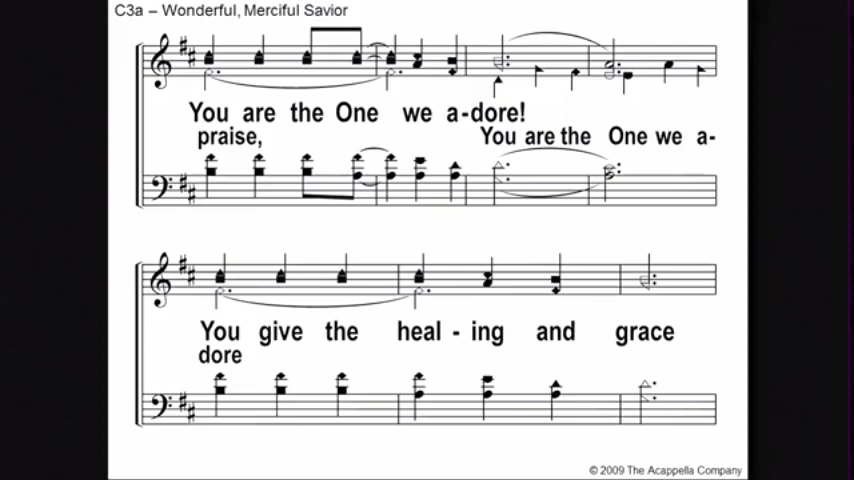 C3a – Wonderful, Merciful Savior
You are the One we a-dore!
praise, You are the One we a-
You give the heal - ing and grace
dore
© 2009 The Acappella Company